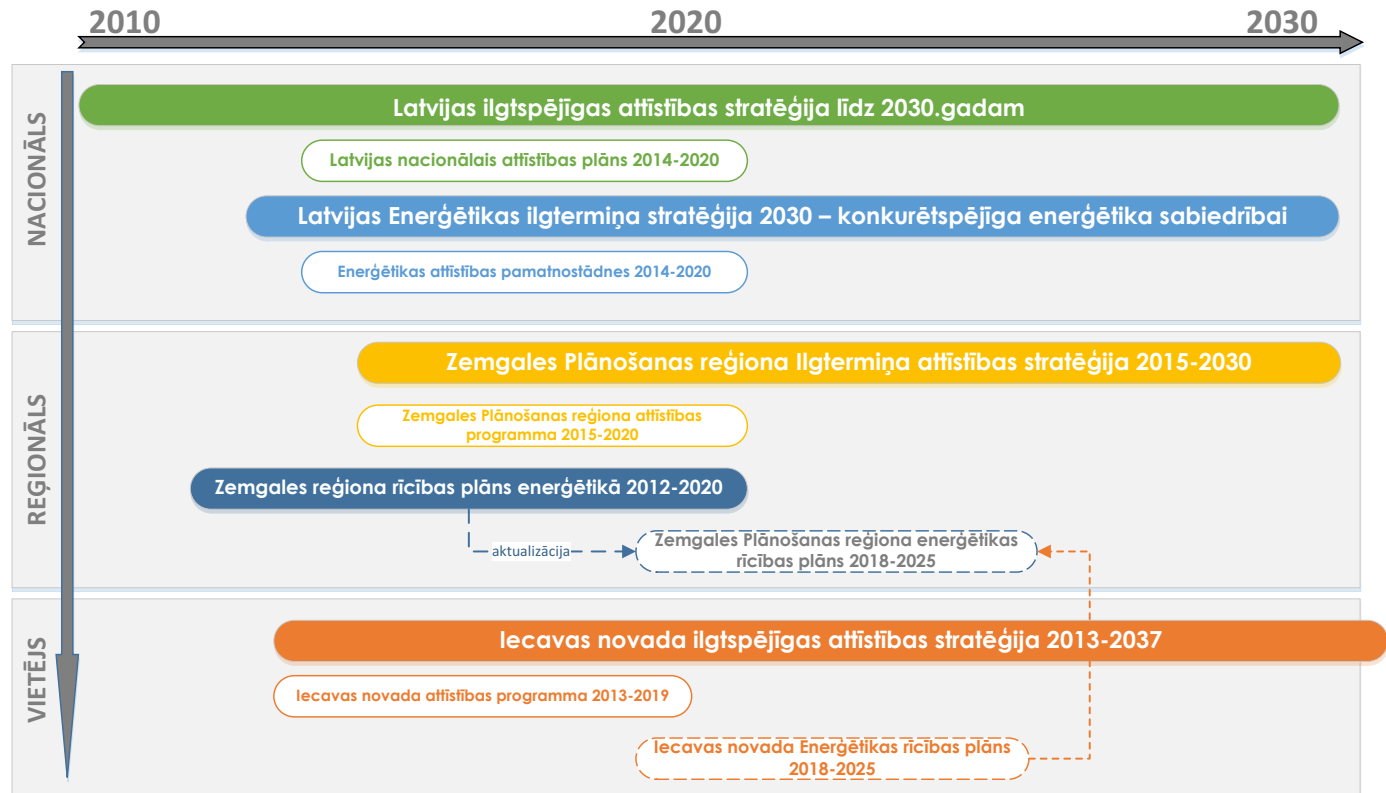 2010 2020 2030
NACIONĀLS
Latvijas ilgtspējīgas attīstības stratēģija līdz 2030.gadam
Latvijas nacionālais attīstības plāns 2014-2020
Latvijas Enerģētikas ilgtermiņa stratēģija 2030 – konkurētspējīga enerģētika sabiedrībai
Enerģētikas attīstības pamatnostādnes 2014-2020
REĢIONĀLS
Zemgales Plānošanas reģiona Ilgtermiņa attīstības stratēģija 2015-2030
Zemgales Plānošanas reģiona attīstības
programma 2015-2020
Zemgales reģiona rīcības plāns enerģētikā 2012-2020
aktualizācija
Zemgales Plānošanas reģiona enerģētikas
rīcības plāns 2018-2025
VIETĒJS
Iecavas novada ilgtspējīgas attīstības stratēģija 2013-2037
Iecavas novada attīstības programma 2013-2019
Iecavas novada Enerģētikas rīcības plāns
2018-2025